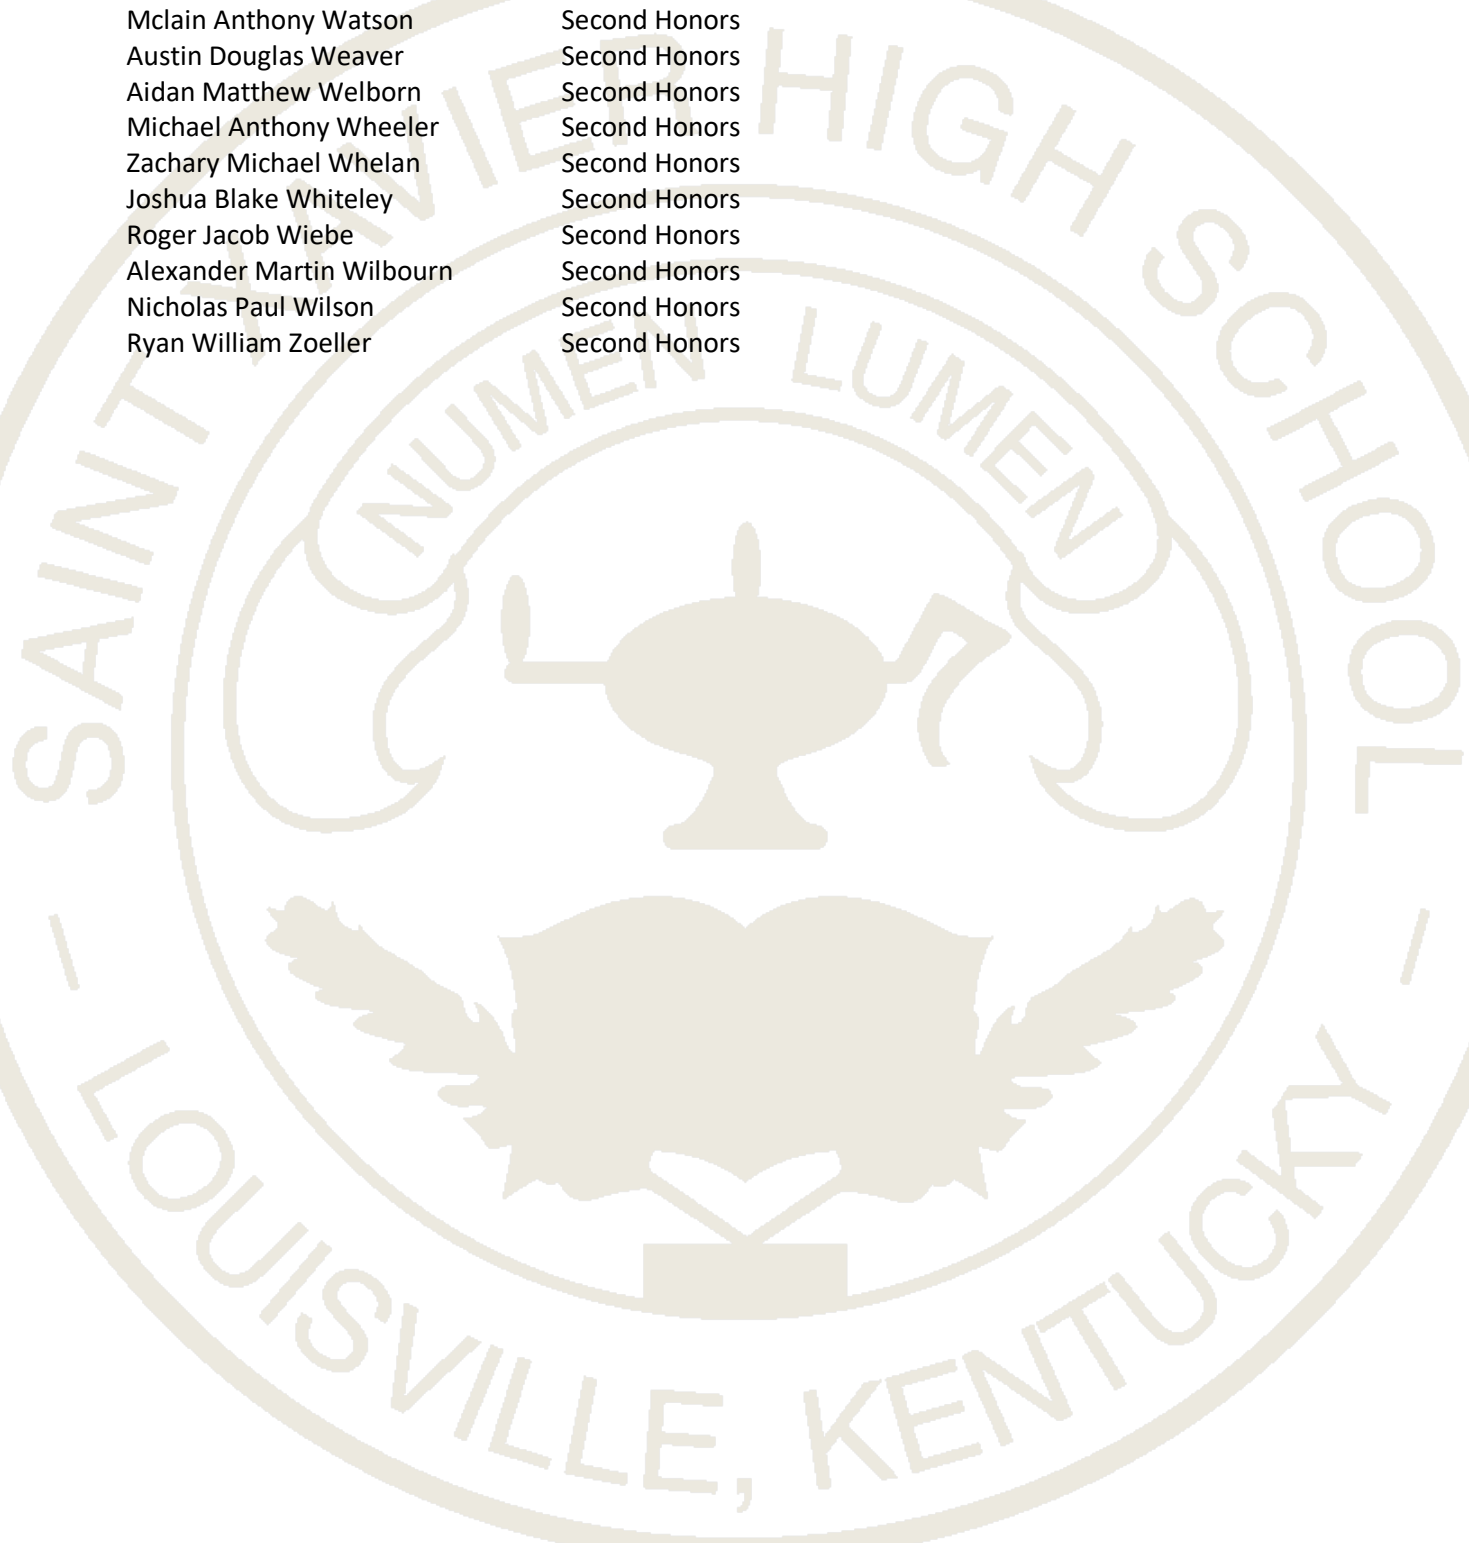 Mclain Anthony Watson Second Honors
Austin Douglas Weaver Second Honors
Aidan Matthew Welborn Second Honors
Michael Anthony Wheeler Second Honors
Zachary Michael Whelan Second Honors
Joshua Blake Whiteley Second Honors
Roger Jacob Wiebe Second Honors
Alexander Martin Wilbourn Second Honors
Nicholas Paul Wilson Second Honors
Ryan William Zoeller Second Honors
SAINT XAVIER HIGH SCHOOL
NUMEN LUMEN
– LOUISVILLE, KENTUCKY –